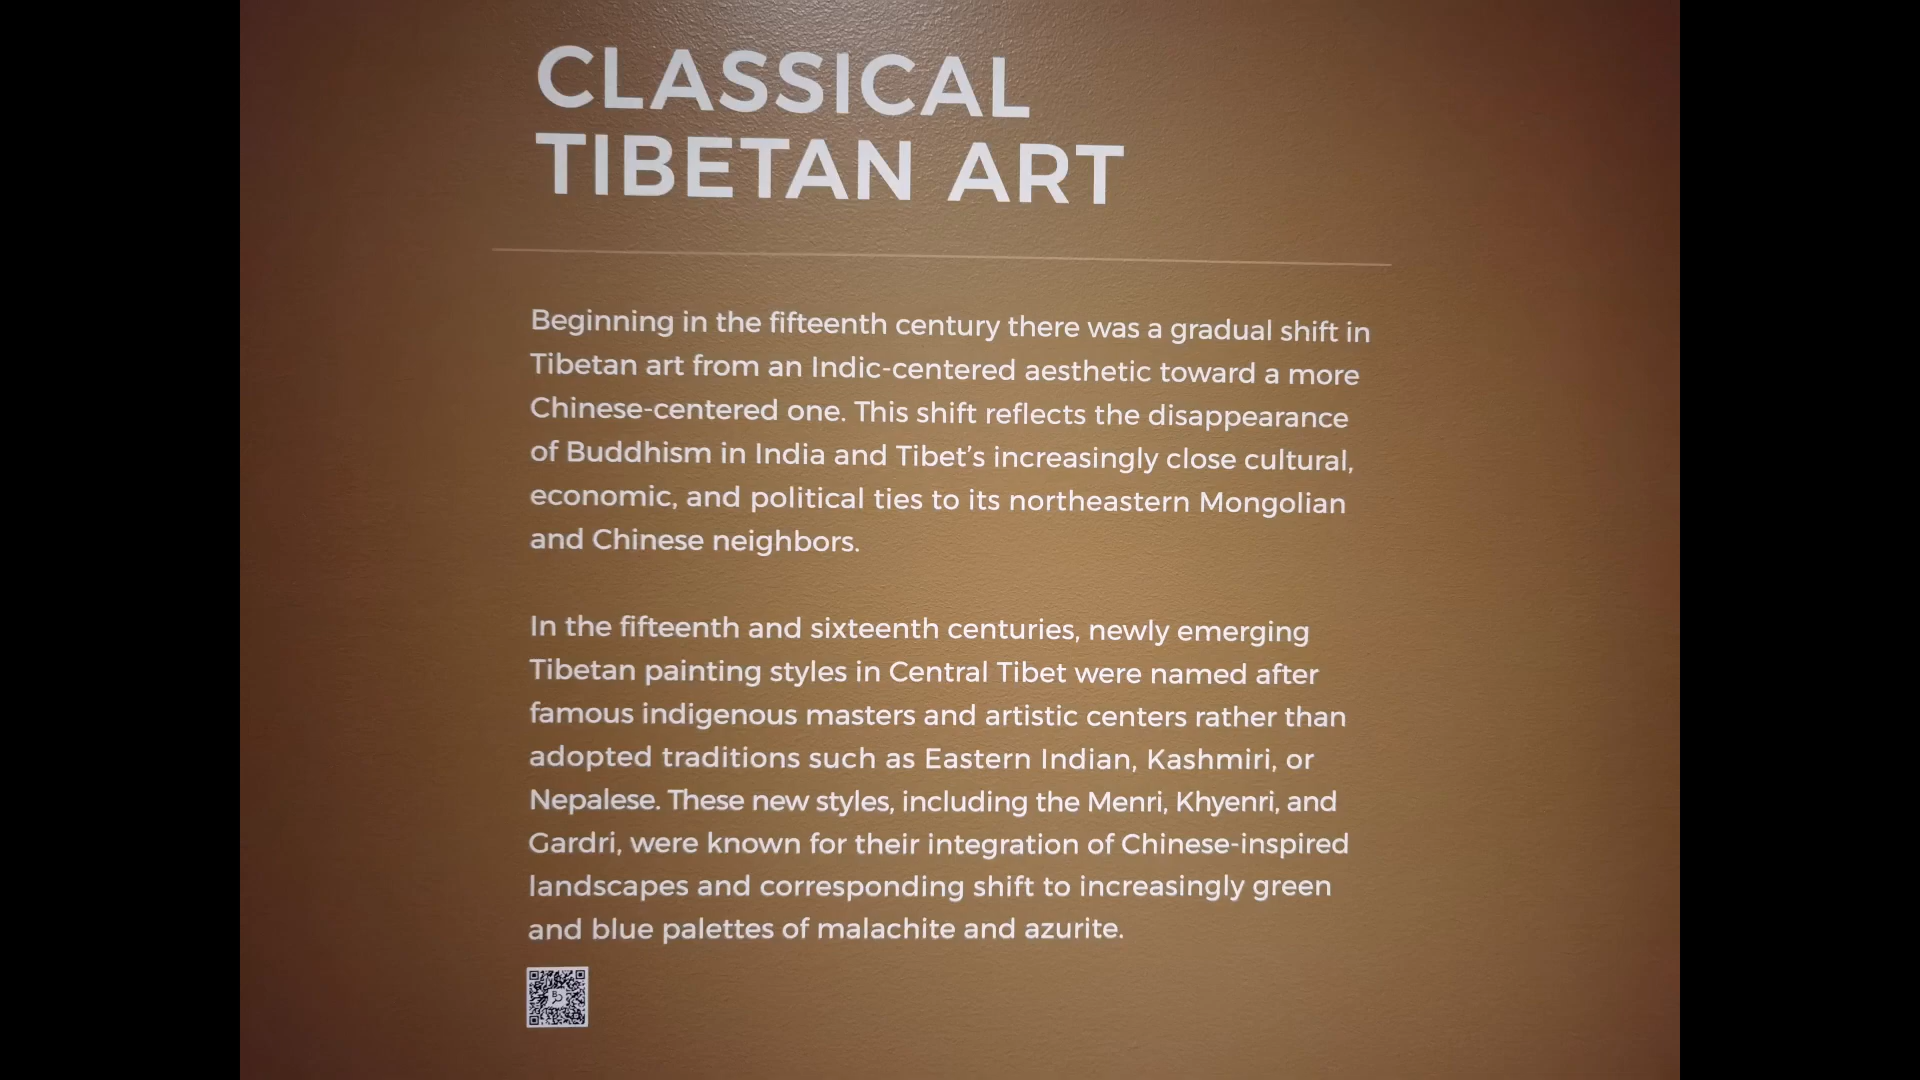 CLASSICAL
TIBETAN ART
Beginning in the fifteenth century there was a gradual shift in
Tibetan art from an Indic-centered aesthetic toward a more
Chinese-centered one. This shift reflects the disappearance
of Buddhism in India and Tibet’s increasingly close cultural,
economic, and political ties to its northeastern Mongolian
and Chinese neighbors.
In the fifteenth and sixteenth centuries, newly emerging
Tibetan painting styles in Central Tibet were named after
famous indigenous masters and artistic centers rather than
adopted traditions such as Eastern Indian, Kashmiri, or
Nepalese. These new styles, including the Menri, Khyenri, and
Gardri, were known for their integration of Chinese-inspired
landscapes and corresponding shift to increasingly green
and blue palettes of malachite and azurite.